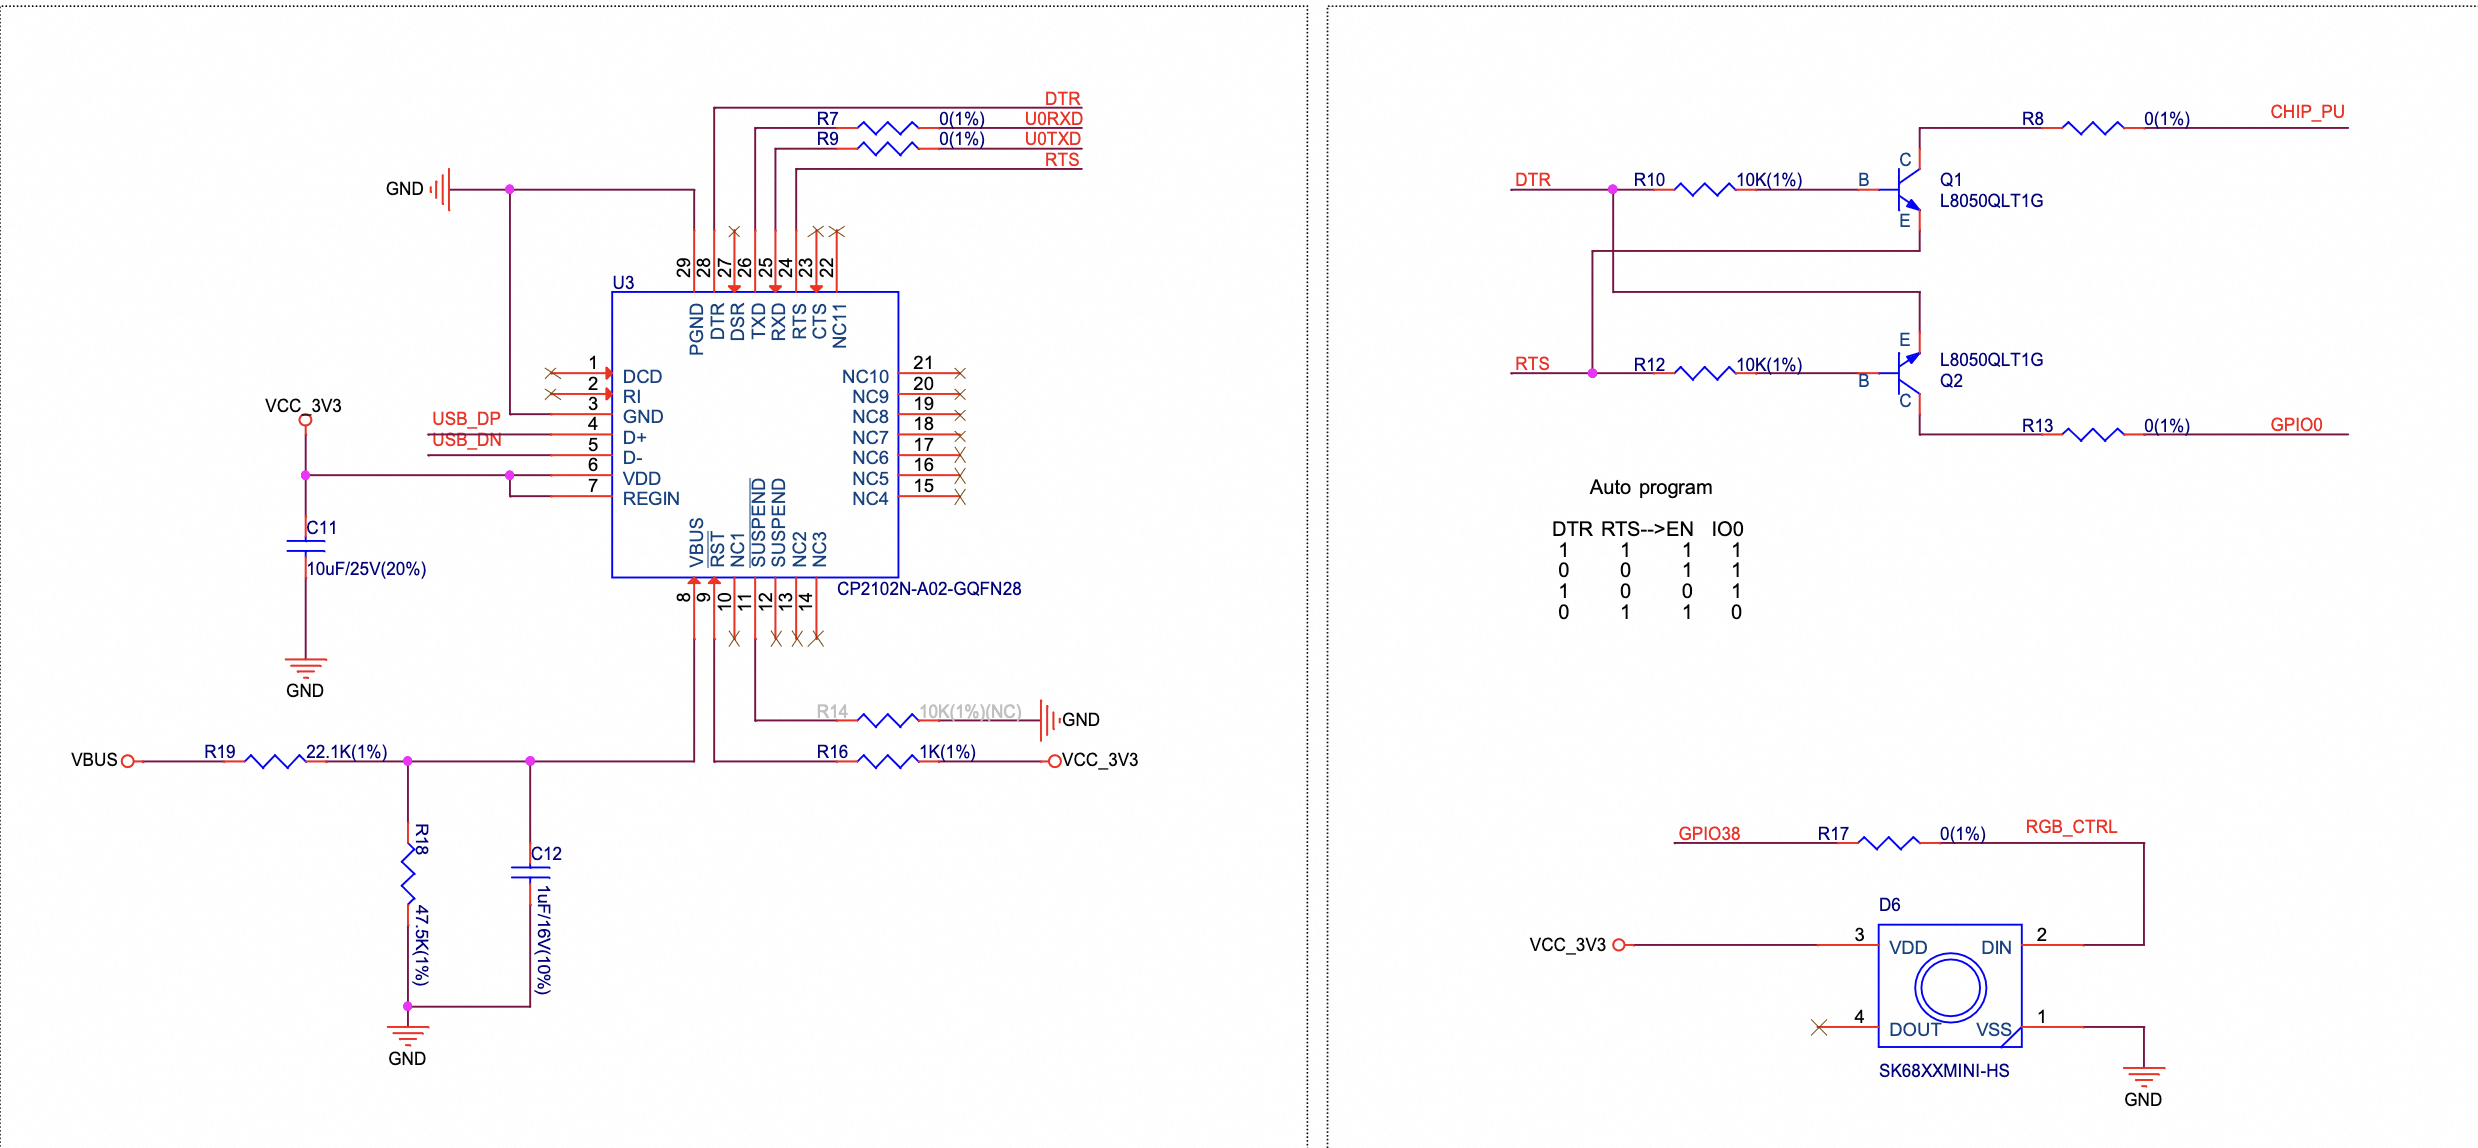 DTR
R7 0(1%) U0RXD
R9 0(1%) U0TXD
RTS
GND
29 28 27 26 25 24 23 22
U3
PGND DTR DSR TXD RXD RTS CTS NC11
1 DCD
2 RI
3 GND
4 D+
5 D-
6 VDD
7 REGIN
VCC_3V3
USB_DP
USB_DN
21 NC10
20 NC9
19 NC8
18 NC7
17 NC6
16 NC5
15 NC4
VBUS RST NC1 SUSPEND SUSPEND NC2 NC3
8 9 10 11 12 13 14
CP2102N-A02-GQFN28
C11
10uF/25V(20%)
GND
R14 10K(1%)(NC) GND
VBUS R19 22.1K(1%)
R16 1K(1%) VCC_3V3
R18
47.5K(1%)
C12
1uF/16V(10%)
GND
R8 0(1%) CHIP_PU
DTR R10 10K(1%) B C E
Q1
L8050QLT1G
RTS R12 10K(1%) B E C
L8050QLT1G
Q2
R13 0(1%) GPIO0
Auto program
DTR RTS-->EN IO0
1 1 1 1
0 0 1 1
1 0 0 1
0 1 1 0
GPIO38 R17 0(1%) RGB_CTRL
D6
VCC_3V3 3 VDD DIN 2
4 DOUT VSS 1
SK68XXMINI-HS
GND